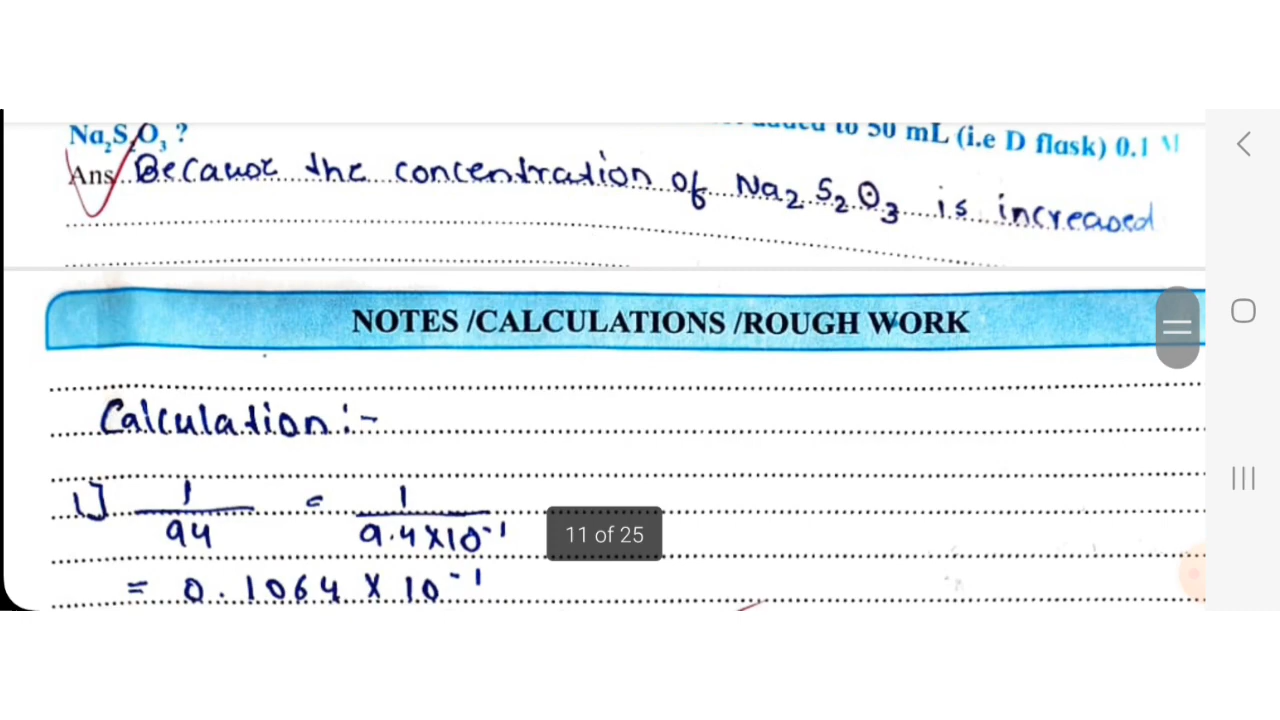 added to 50 mL (i.e D flask) 0.1 M
Na₂S₂O₃ ?
Ans. Because the concentration of Na₂S₂O₃ is increased
NOTES /CALCULATIONS /ROUGH WORK
Calculation :-
1] 1/94 = 1/9.4×10⁻¹
= 0.1064 × 10⁻¹
11 of 25